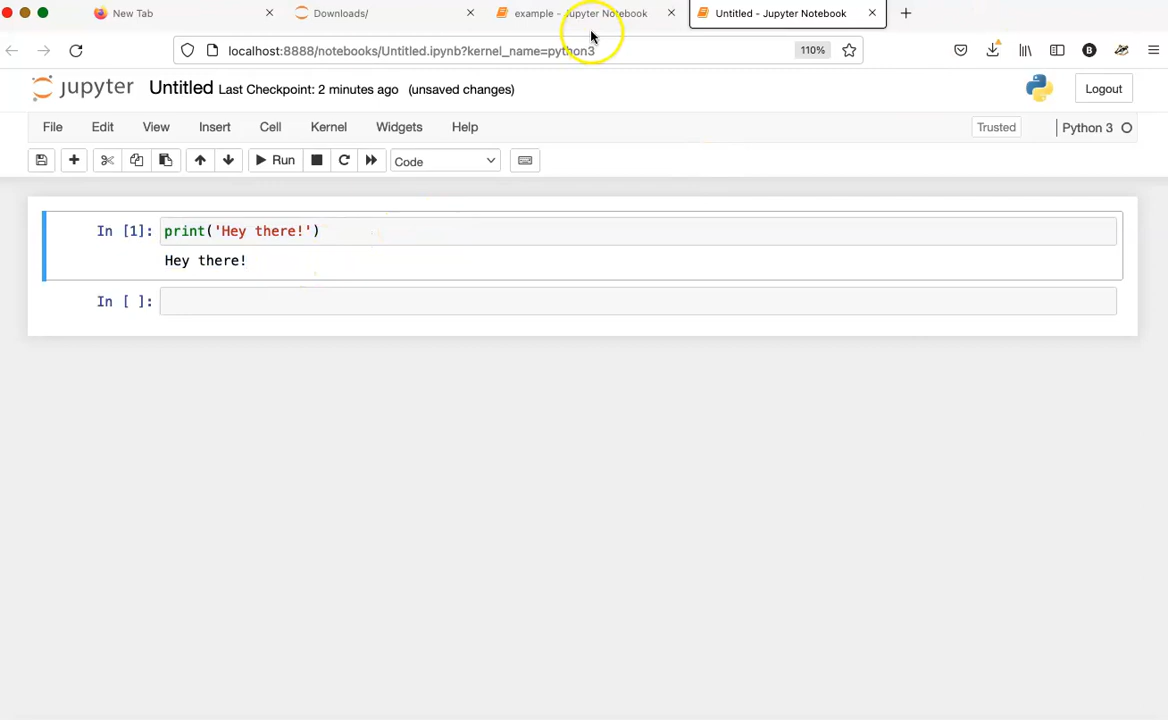 New Tab
Downloads/
example - Jupyter Notebook
Untitled - Jupyter Notebook
localhost:8888/notebooks/Untitled.ipynb?kernel_name=python3
110%
B
jupyter Untitled Last Checkpoint: 2 minutes ago (unsaved changes)
Logout
File Edit View Insert Cell Kernel Widgets Help
Trusted
Python 3
Run
Code
In [1]: print('Hey there!')
Hey there!
In [ ]: